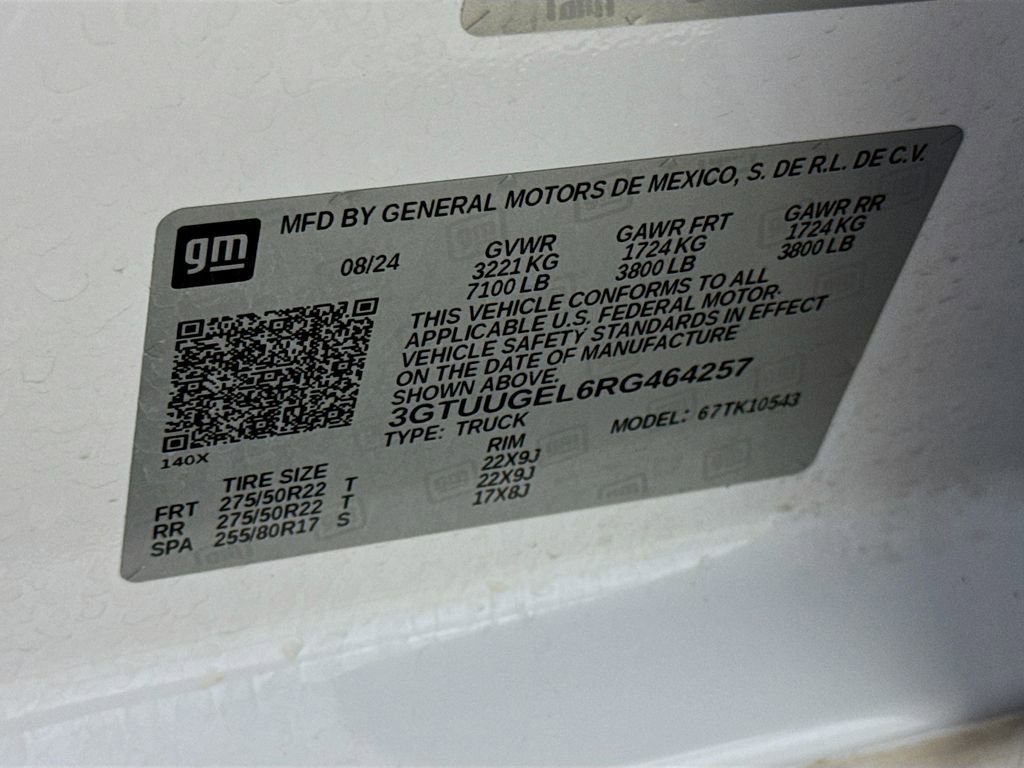 gm
MFD BY GENERAL MOTORS DE MEXICO, S. DE R.L. DE C.V.
08/24
GVWR GAWR FRT GAWR RR
3221 KG 1724 KG 1724 KG
7100 LB 3800 LB 3800 LB
THIS VEHICLE CONFORMS TO ALL
APPLICABLE U.S. FEDERAL MOTOR
VEHICLE SAFETY STANDARDS IN EFFECT
ON THE DATE OF MANUFACTURE
SHOWN ABOVE.
3GTUUGEL6RG464257
TYPE: TRUCK MODEL: 67TK10543
140X
TIRE SIZE RIM
FRT 275/50R22 T 22X9J
RR 275/50R22 T 22X9J
SPA 255/80R17 S 17X8J